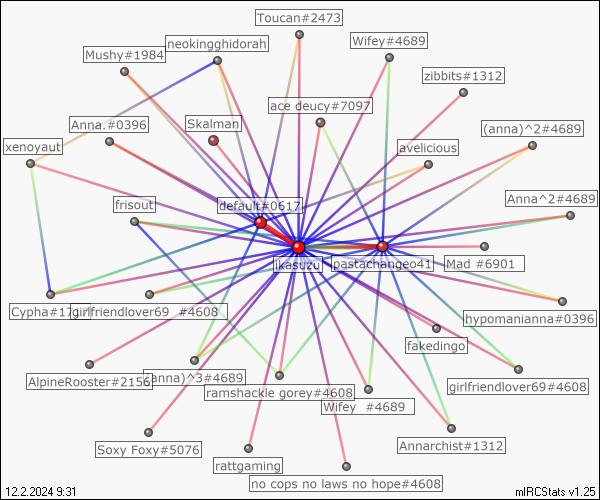 Toucan#2473
neokingghidorah
Wifey#4689
Mushy#1984
zibbits#1312
ace deucy#7097
Anna.#0396
Skalman
(anna)^2#4689
xenoyaut
avelicious
Anna^2#4689
frisout
default#0617
ikasuzu
pastachangeo41
Mad #6901
Cypha#1
girlfriendlover69 #4608
hypomanianna#0396
fakedingo
AlpineRooster#2156
(anna)^3#4689
girlfriendlover69#4608
ramshackle gorey#4608
Wifey #4689
Soxy Foxy#5076
Annarchist#1312
rattgaming
no cops no laws no hope#4608
12.2.2024 9:31
mIRCStats v1.25